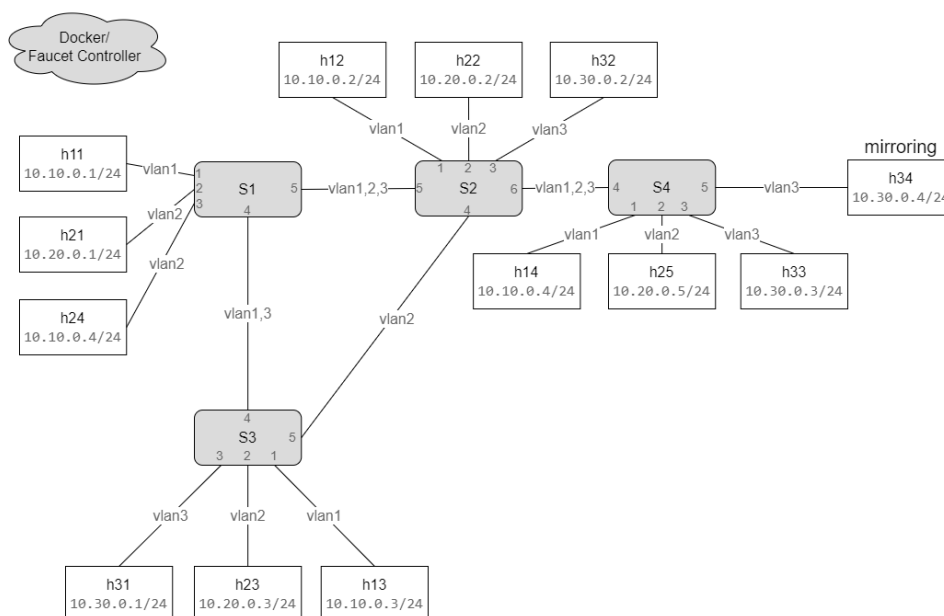 Docker/
Faucet Controller
h12
10.10.0.2/24
h22
10.20.0.2/24
h32
10.30.0.2/24
vlan1
vlan2
vlan3
h11
10.10.0.1/24
vlan1
1
2
3
S1
5
4
vlan1,2,3
1
2
3
5
S2
6
4
vlan1,2,3
4
S4
5
1
2
3
vlan3
mirroring
h34
10.30.0.4/24
vlan2
h21
10.20.0.1/24
vlan2
h24
10.10.0.4/24
vlan1
vlan2
vlan3
h14
10.10.0.4/24
h25
10.20.0.5/24
h33
10.30.0.3/24
vlan1,3
vlan2
4
S3
5
3
2
1
vlan3
vlan2
vlan1
h31
10.30.0.1/24
h23
10.20.0.3/24
h13
10.10.0.3/24